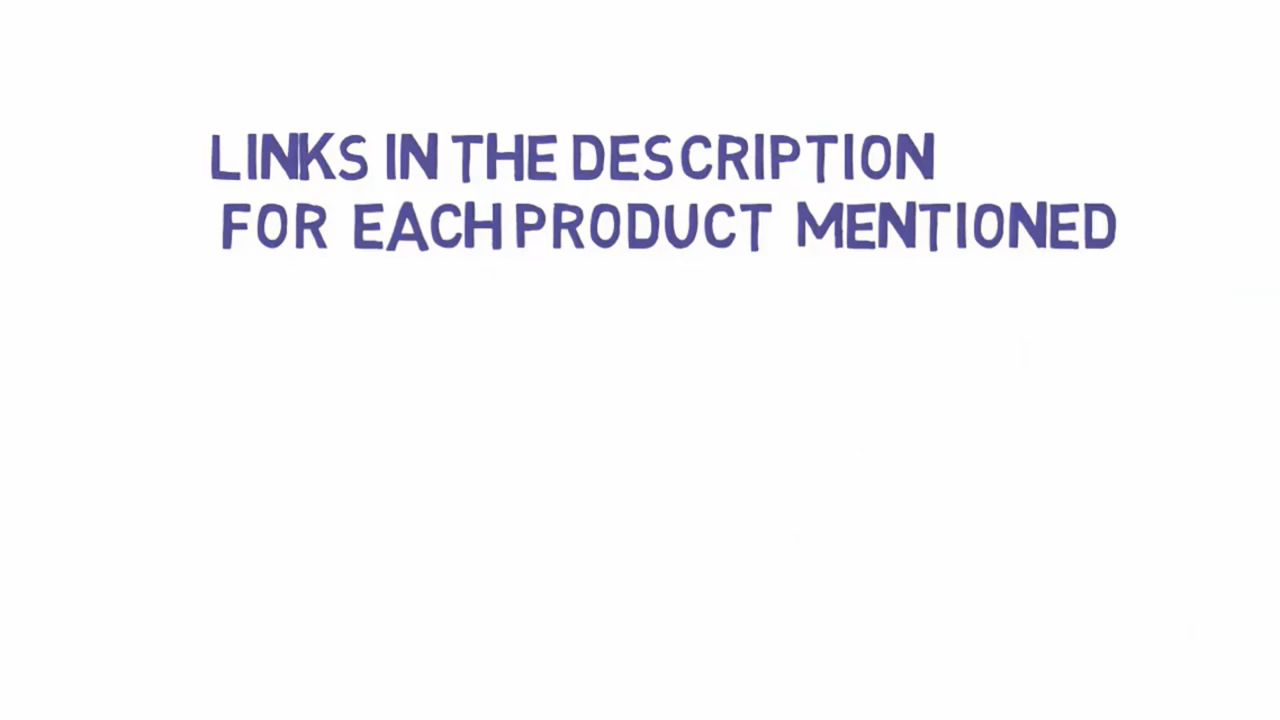 LINKS IN THE DESCRIPTION
FOR EACH PRODUCT MENTIONED